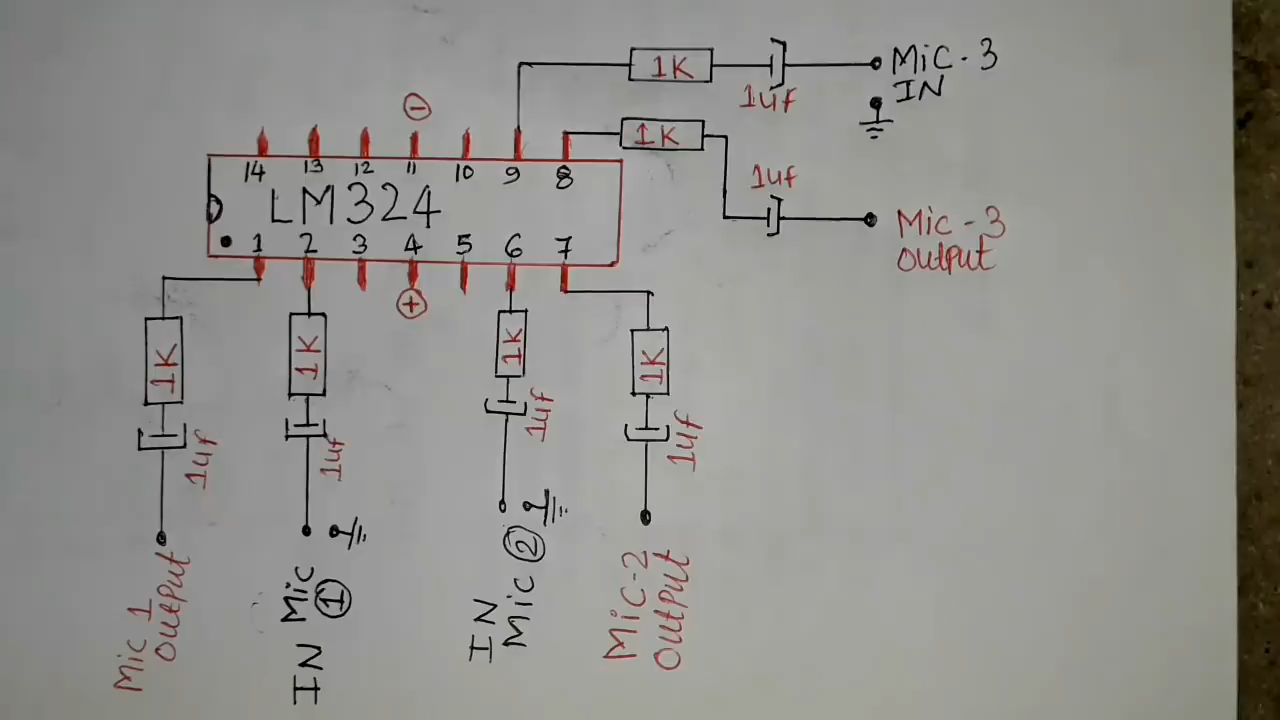 1K
1uf
MiC-3
IN
1K
1uf
MiC-3
output
14 13 12 11 10 9 8
LM324
1 2 3 4 5 6 7
1K
1uf
Mic 1
output
1K
1uf
IN Mic
1
1K
1uf
IN
Mic 2
1K
1uf
MiC-2
output